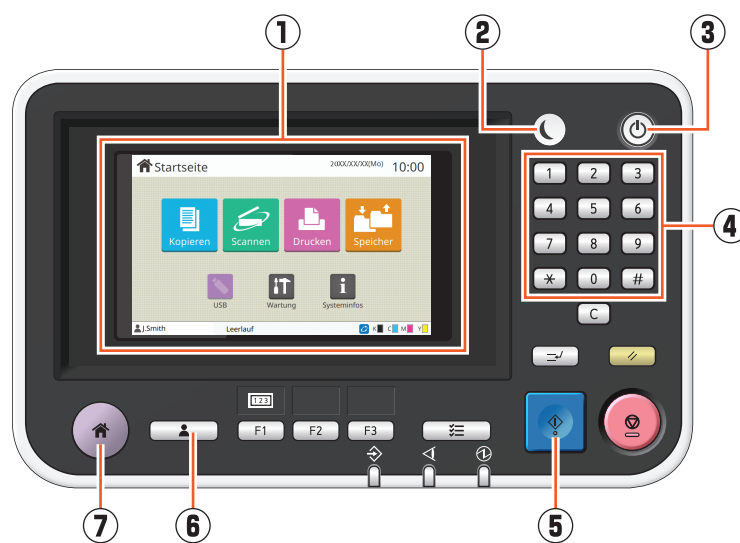 1 2 3
Startseite 20XX/XX/XX(Mo) 10:00
Kopieren Scannen Drucken Speicher
USB Wartung Systeminfos
J.Smith Leerlauf K C M Y
1 2 3
4 5 6
7 8 9
* 0 #
4
C
123
F1 F2 F3
7 6 5